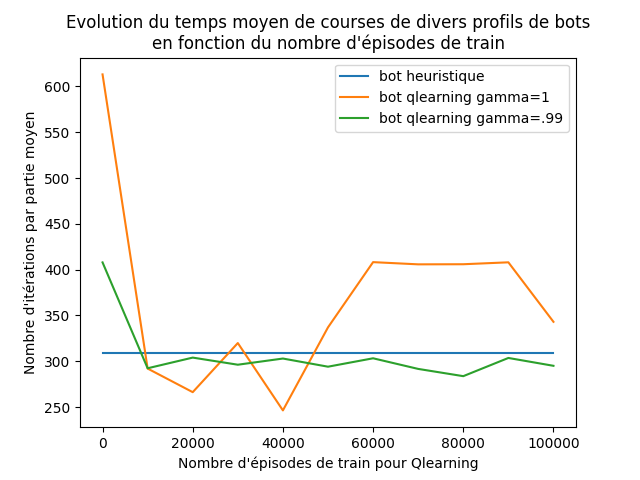 Evolution du temps moyen de courses de divers profils de bots
en fonction du nombre d'épisodes de train
bot heuristique
bot qlearning gamma=1
bot qlearning gamma=.99
Nombre d'itérations par partie moyen
600
550
500
450
400
350
300
250
0
20000
40000
60000
80000
100000
Nombre d'épisodes de train pour Qlearning